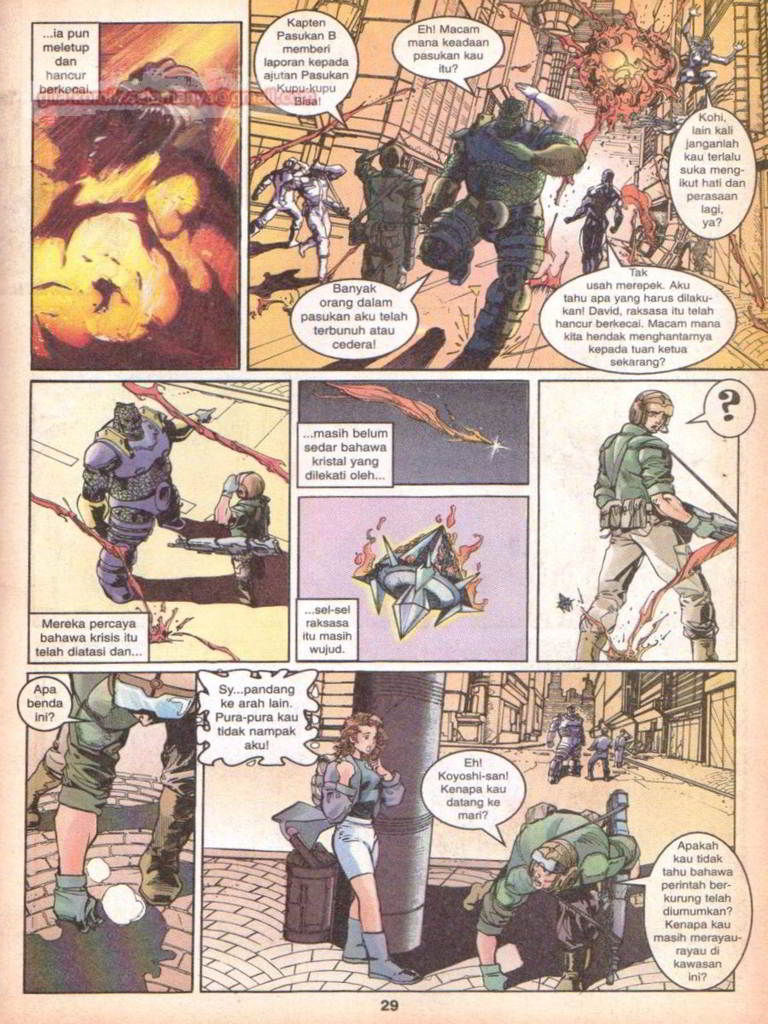 ...ia pun
meletup
dan
hancur
berkecai.
Kapten
Pasukan B
memberi
laporan kepada
ajutan Pasukan
Kupu-kupu
Bisa!
Eh! Macam
mana keadaan
pasukan kau
itu?
Kohi,
lain kali
janganlah
kau terlalu
suka meng-
ikut hati dan
perasaan
lagi,
ya?
Banyak
orang dalam
pasukan aku telah
terbunuh atau
cedera!
Tak
usah merepek. Aku
tahu apa yang harus dilaku-
kan! David, raksasa itu telah
hancur berkecai. Macam mana
kita hendak menghantarnya
kepada tuan ketua
sekarang?
Mereka percaya
bahawa krisis itu
telah diatasi dan...
...masih belum
sedar bahawa
kristal yang
dilekati oleh...
...sel-sel
raksasa
itu masih
wujud.
?
Apa
benda
ini?
Sy...pandang
ke arah lain.
Pura-pura kau
tidak nampak
aku!
Eh!
Koyoshi-san!
Kenapa kau
datang ke
mari?
Apakah
kau tidak
tahu bahawa
perintah ber-
kurung telah
diumumkan?
Kenapa kau
masih merayau-
rayau di
kawasan
ini?
29